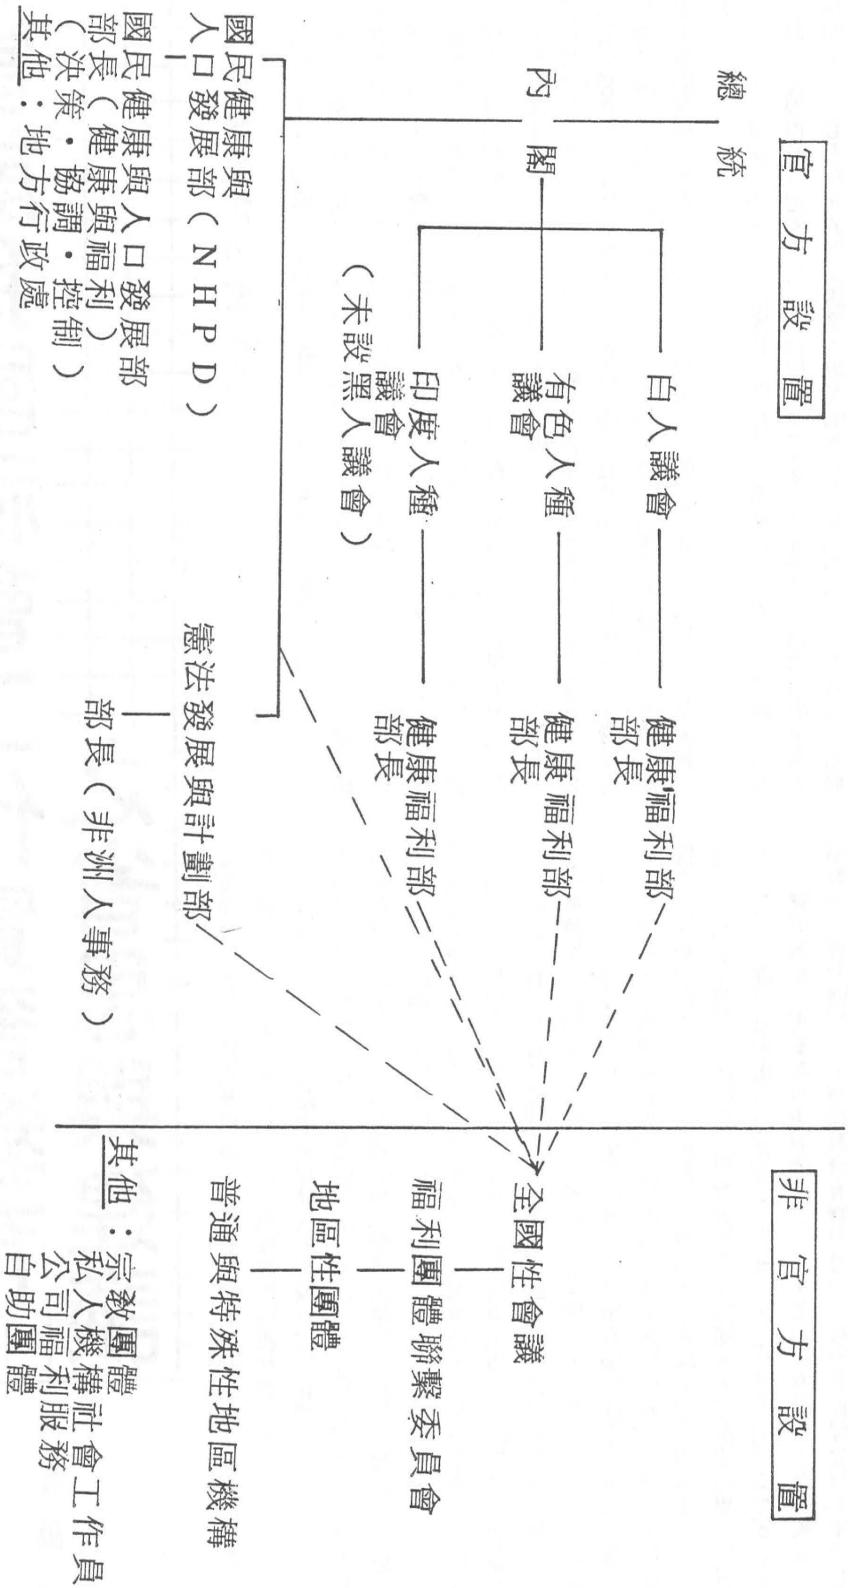 官方設置
總統
內閣
白人議會
健康福利部
部長
有色人種
議會
健康福利部
部長
印度人種
議會
健康福利部
部長
（未設黑人議會）
國民健康與
人口發展部（NHPD）
國民健康與人口發展部
部長（健康與福利）
（決策・協調・控制）
其他：地方行政處
憲法發展與計劃部
部長（非洲人事務）
非官方設置
全國性會議
福利團體聯繫委員會
地區性團體
普通與特殊性地區機構
其他：宗教團體
私人機構社會工作員
公司福利服務
自助團體